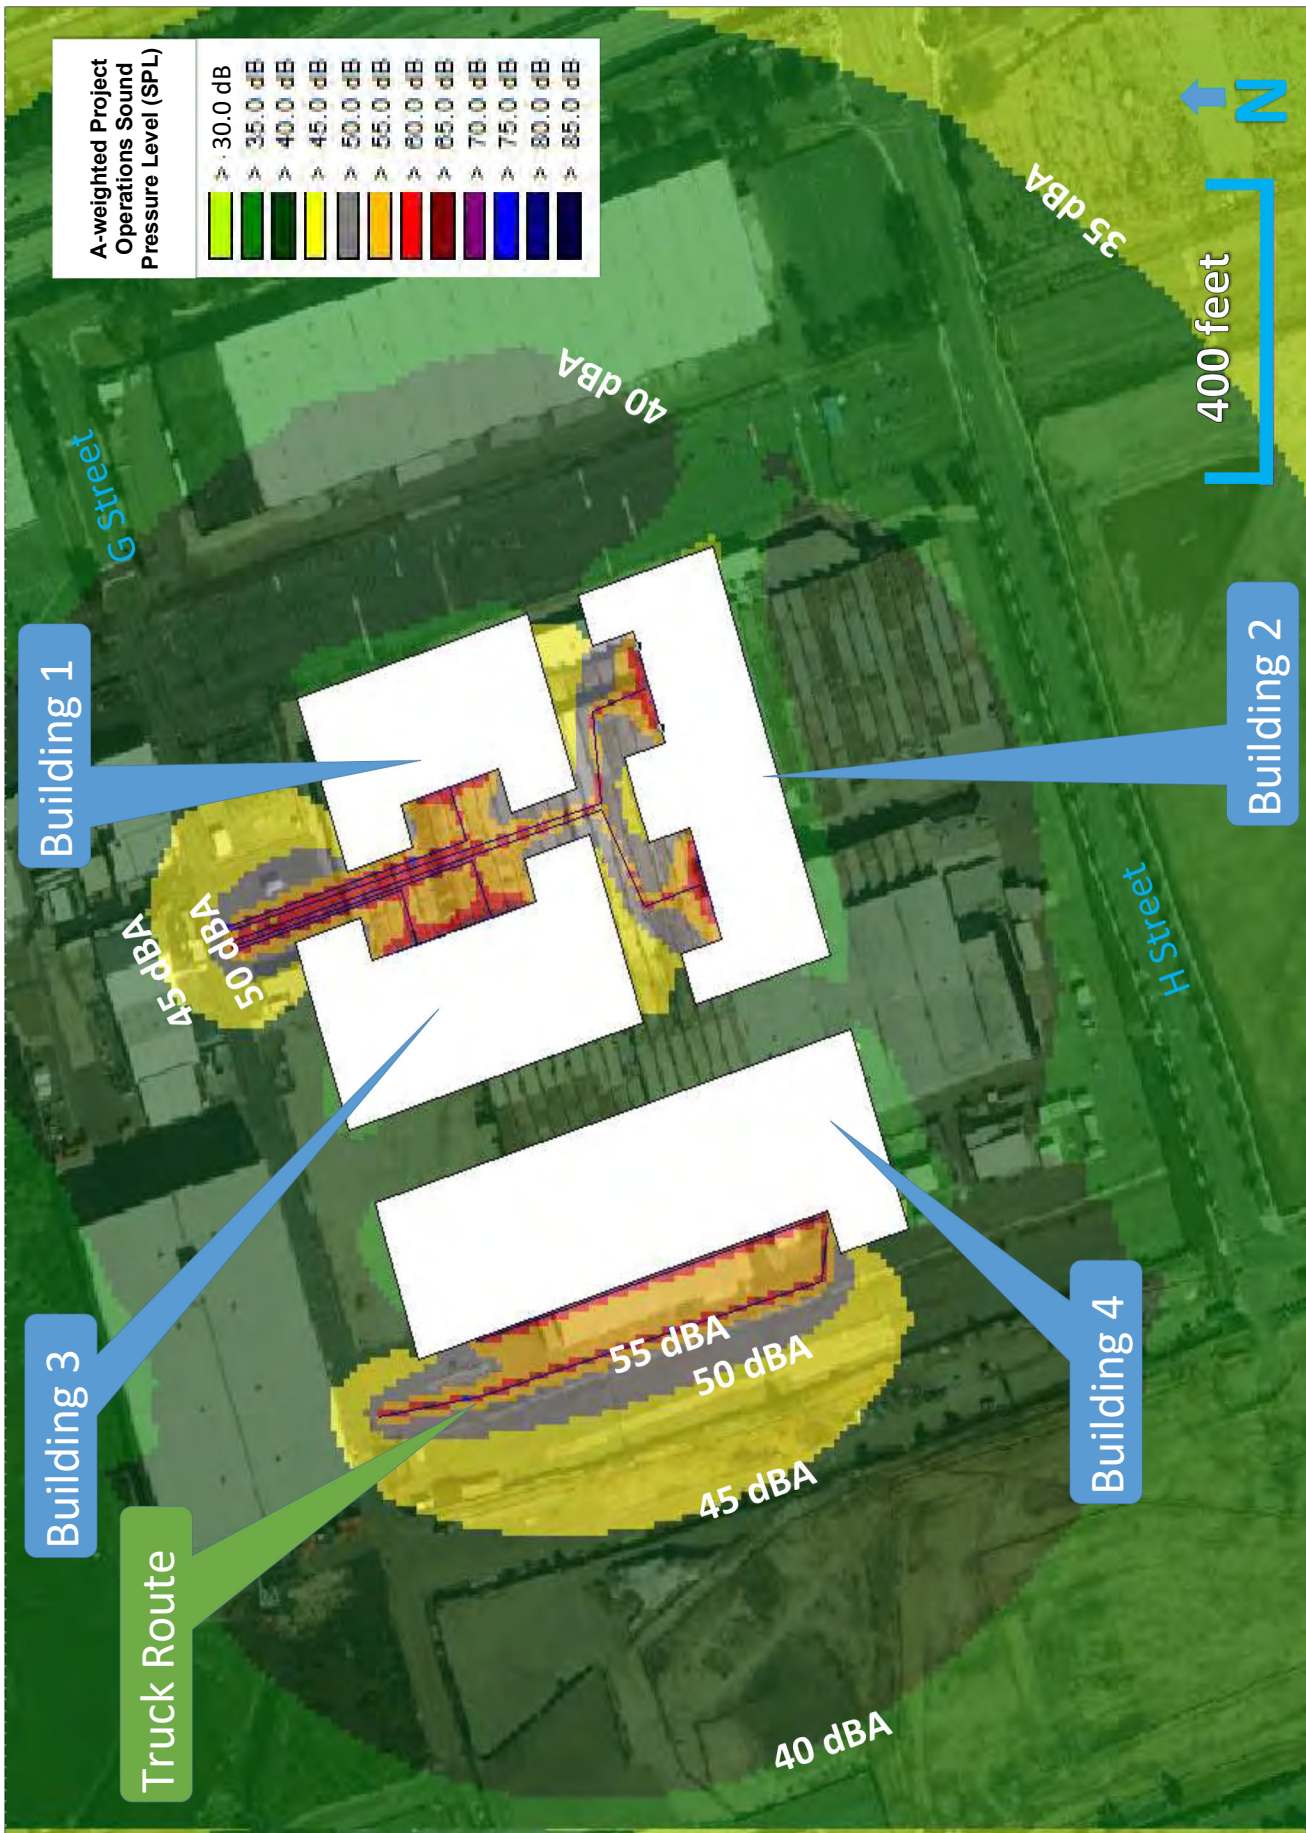 A-weighted Project
Operations Sound
Pressure Level (SPL)
> 30.0 dB
> 35.0 dB
> 40.0 dB
> 45.0 dB
> 50.0 dB
> 55.0 dB
> 60.0 dB
> 65.0 dB
> 70.0 dB
> 75.0 dB
> 80.0 dB
> 85.0 dB
Truck Route
Building 3
Building 1
G Street
45 dBA
50 dBA
40 dBA
55 dBA
50 dBA
45 dBA
40 dBA
35 dBA
Building 4
Building 2
H Street
400 feet
N